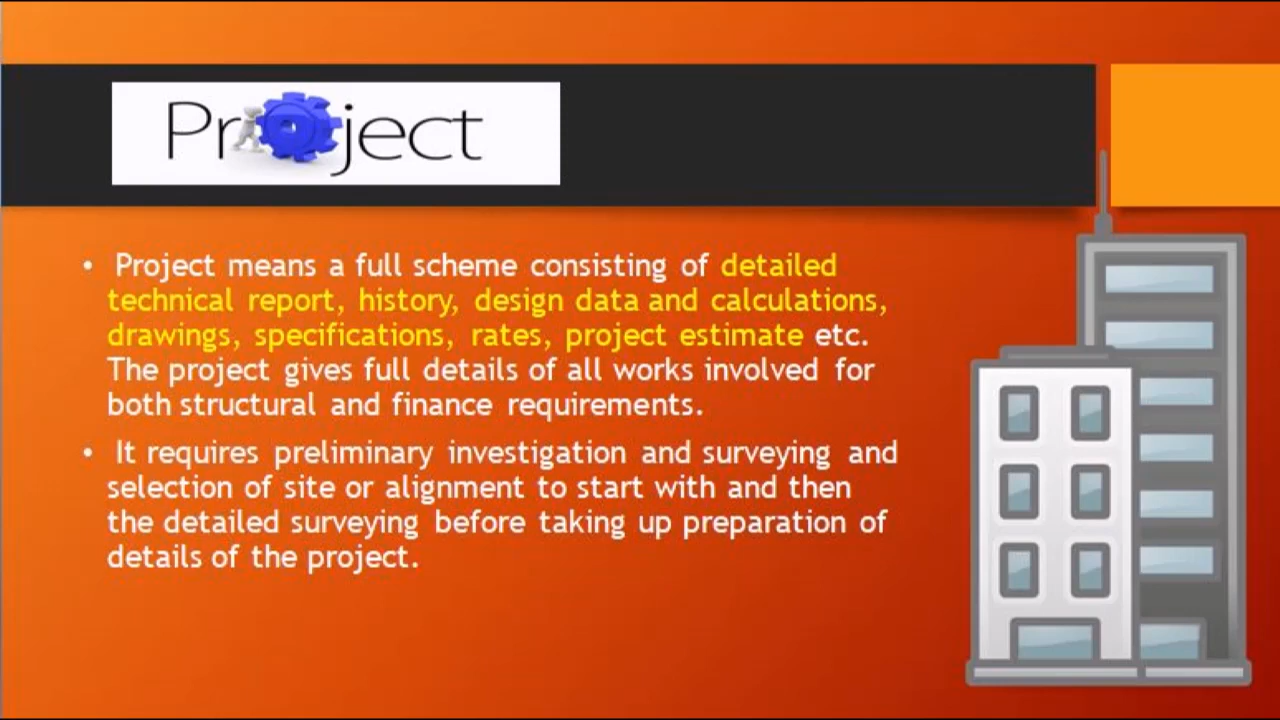 Project
• Project means a full scheme consisting of detailed
technical report, history, design data and calculations,
drawings, specifications, rates, project estimate etc.
The project gives full details of all works involved for
both structural and finance requirements.
• It requires preliminary investigation and surveying and
selection of site or alignment to start with and then
the detailed surveying before taking up preparation of
details of the project.